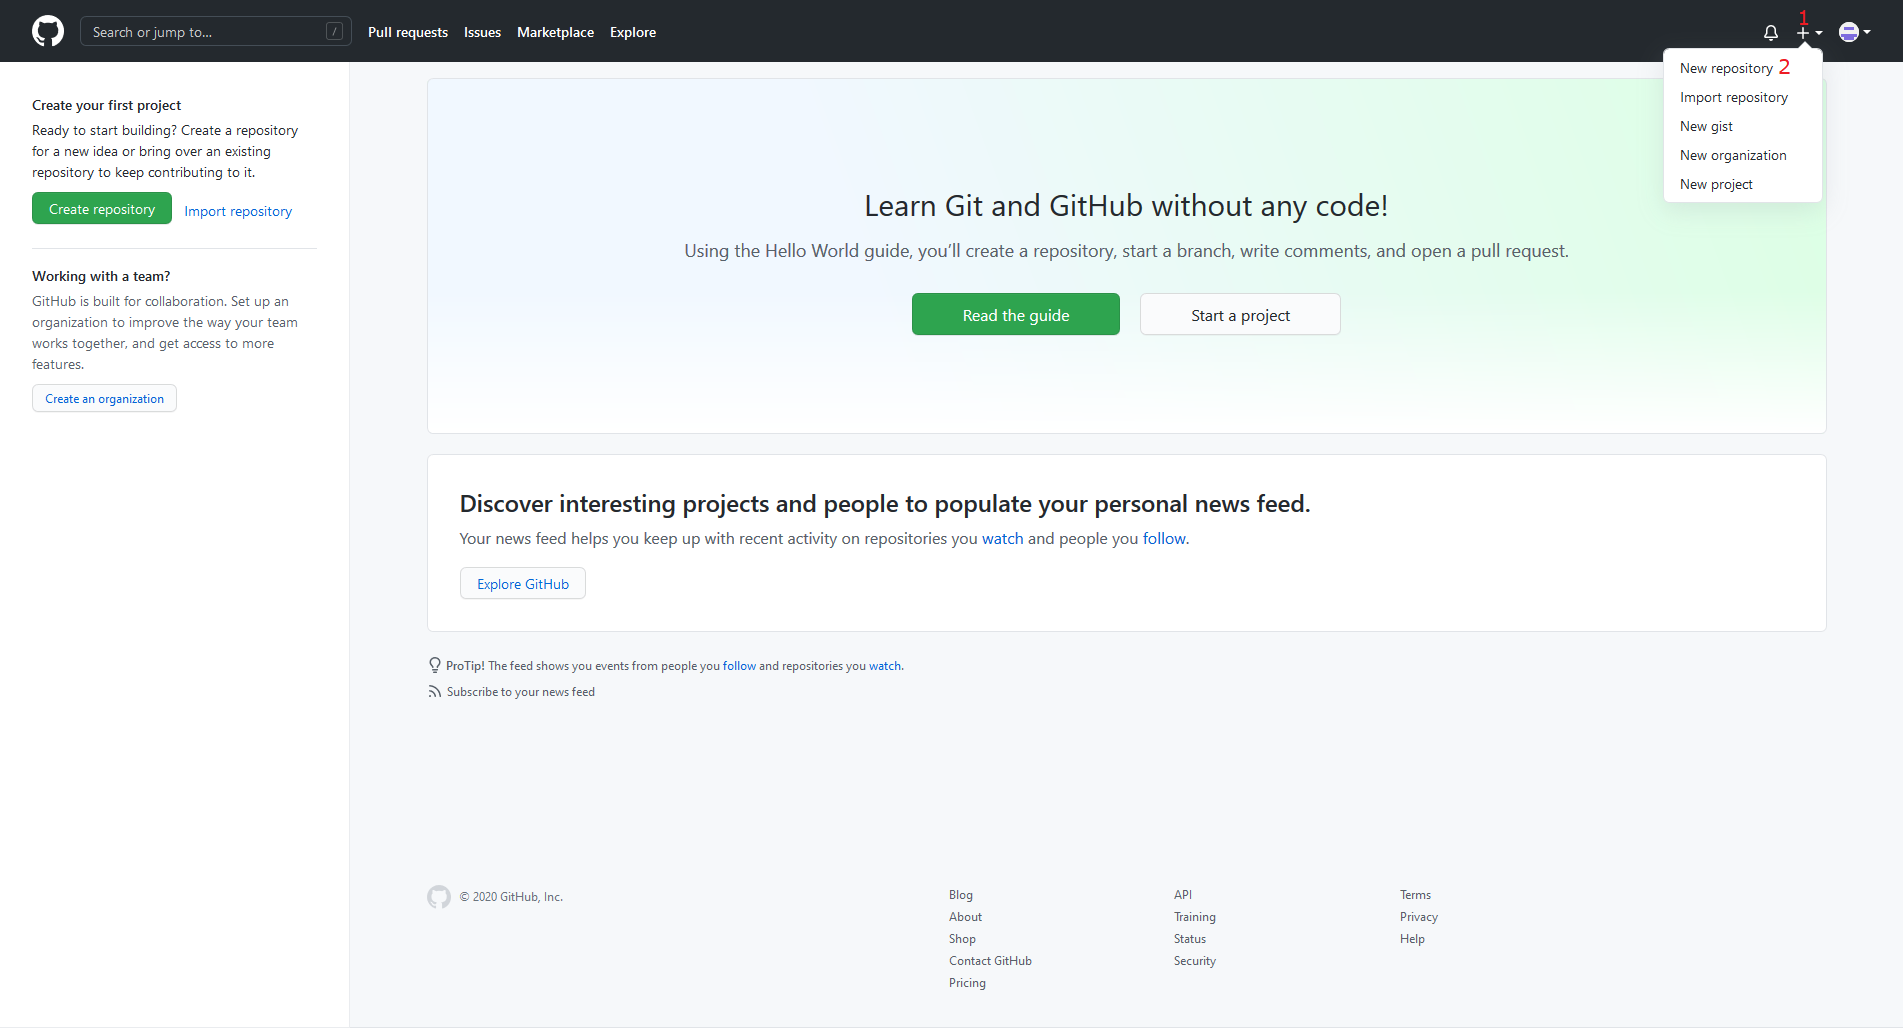 Search or jump to... /
Pull requests
Issues
Marketplace
Explore
1
New repository 2
Import repository
New gist
New organization
New project
Create your first project
Ready to start building? Create a repository
for a new idea or bring over an existing
repository to keep contributing to it.
Create repository
Import repository
Working with a team?
GitHub is built for collaboration. Set up an
organization to improve the way your team
works together, and get access to more
features.
Create an organization
Learn Git and GitHub without any code!
Using the Hello World guide, you’ll create a repository, start a branch, write comments, and open a pull request.
Read the guide
Start a project
Discover interesting projects and people to populate your personal news feed.
Your news feed helps you keep up with recent activity on repositories you watch and people you follow.
Explore GitHub
ProTip! The feed shows you events from people you follow and repositories you watch.
Subscribe to your news feed
© 2020 GitHub, Inc.
Blog
About
Shop
Contact GitHub
Pricing
API
Training
Status
Security
Terms
Privacy
Help